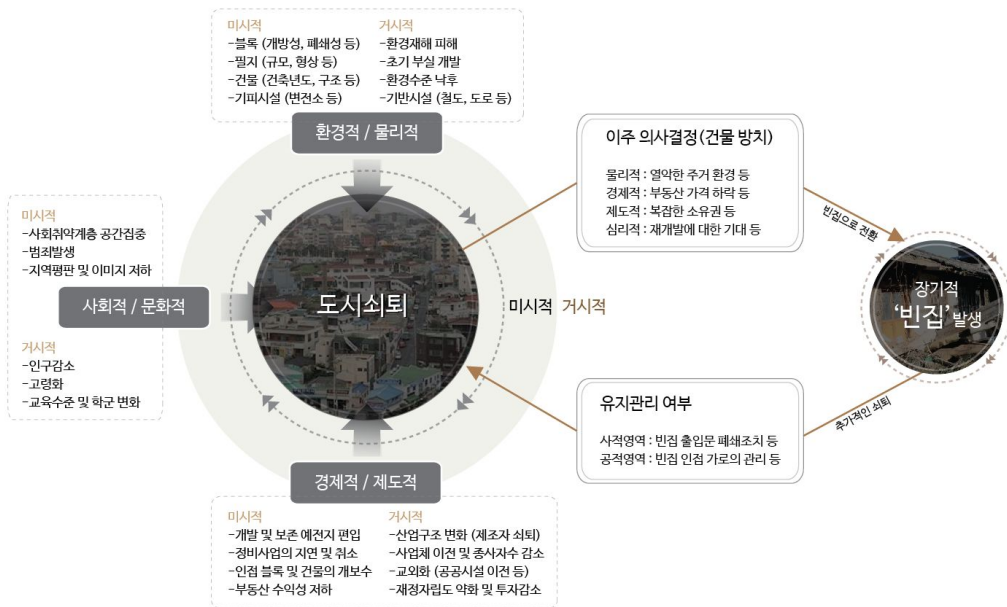 미시적
-블록 (개방성, 폐쇄성 등)
-필지 (규모, 형상 등)
-건물 (건축년도, 구조 등)
-기피시설 (변전소 등)
거시적
-환경재해 피해
-초기 부실 개발
-환경수준 낙후
-기반시설 (철도, 도로 등)
환경적 / 물리적
미시적
-사회취약계층 공간집중
-범죄발생
-지역평판 및 이미지 저하
사회적 / 문화적
거시적
-인구감소
-고령화
-교육수준 및 학군 변화
도시쇠퇴
미시적 거시적
이주 의사결정(건물 방치)
물리적 : 열악한 주거 환경 등
경제적 : 부동산 가격 하락 등
제도적 : 복잡한 소유권 등
심리적 : 재개발에 대한 기대 등
빈집으로 전환
장기적
‘빈집’ 발생
추가적인 쇠퇴
유지관리 여부
사적영역 : 빈집 출입문 폐쇄조치 등
공적영역 : 빈집 인접 가로의 관리 등
경제적 / 제도적
미시적
-개발 및 보존 예전지 편입
-정비사업의 지연 및 취소
-인접 블록 및 건물의 개보수
-부동산 수익성 저하
거시적
-산업구조 변화 (제조자 쇠퇴)
-사업체 이전 및 종사자수 감소
-교외화 (공공시설 이전 등)
-재정자립도 약화 및 투자감소